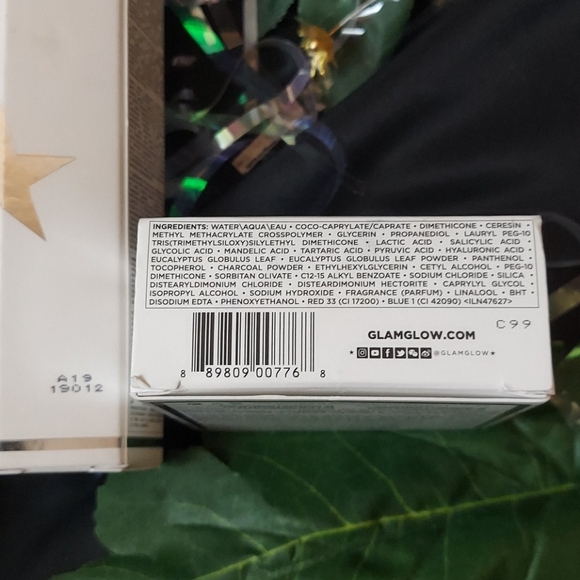 INGREDIENTS: WATER\AQUA\EAU • COCO-CAPRYLATE/CAPRATE • DIMETHICONE • CERESIN •
METHYL METHACRYLATE CROSSPOLYMER • GLYCERIN • PROPANEDIOL • LAURYL PEG-10
TRIS(TRIMETHYLSILOXY)SILYLETHYL DIMETHICONE • LACTIC ACID • SALICYLIC ACID •
GLYCOLIC ACID • MANDELIC ACID • TARTARIC ACID • PYRUVIC ACID • HYALURONIC ACID •
EUCALYPTUS GLOBULUS LEAF • EUCALYPTUS GLOBULUS LEAF POWDER • PANTHENOL •
TOCOPHEROL • CHARCOAL POWDER • ETHYLHEXYLGLYCERIN • CETYL ALCOHOL • PEG-10
DIMETHICONE • SORBITAN OLIVATE • C12-15 ALKYL BENZOATE • SODIUM CHLORIDE • SILICA •
DISTEARYLDIMONIUM CHLORIDE • DISTEARDIMONIUM HECTORITE • CAPRYLYL GLYCOL •
ISOPROPYL ALCOHOL • SODIUM HYDROXIDE • FRAGRANCE (PARFUM) • LINALOOL • BHT •
DISODIUM EDTA • PHENOXYETHANOL • RED 33 (CI 17200) • BLUE 1 (CI 42090) <ILN47627>
8 89809 00776 8
GLAMGLOW.COM
C99
@GLAMGLOW
A19
19012